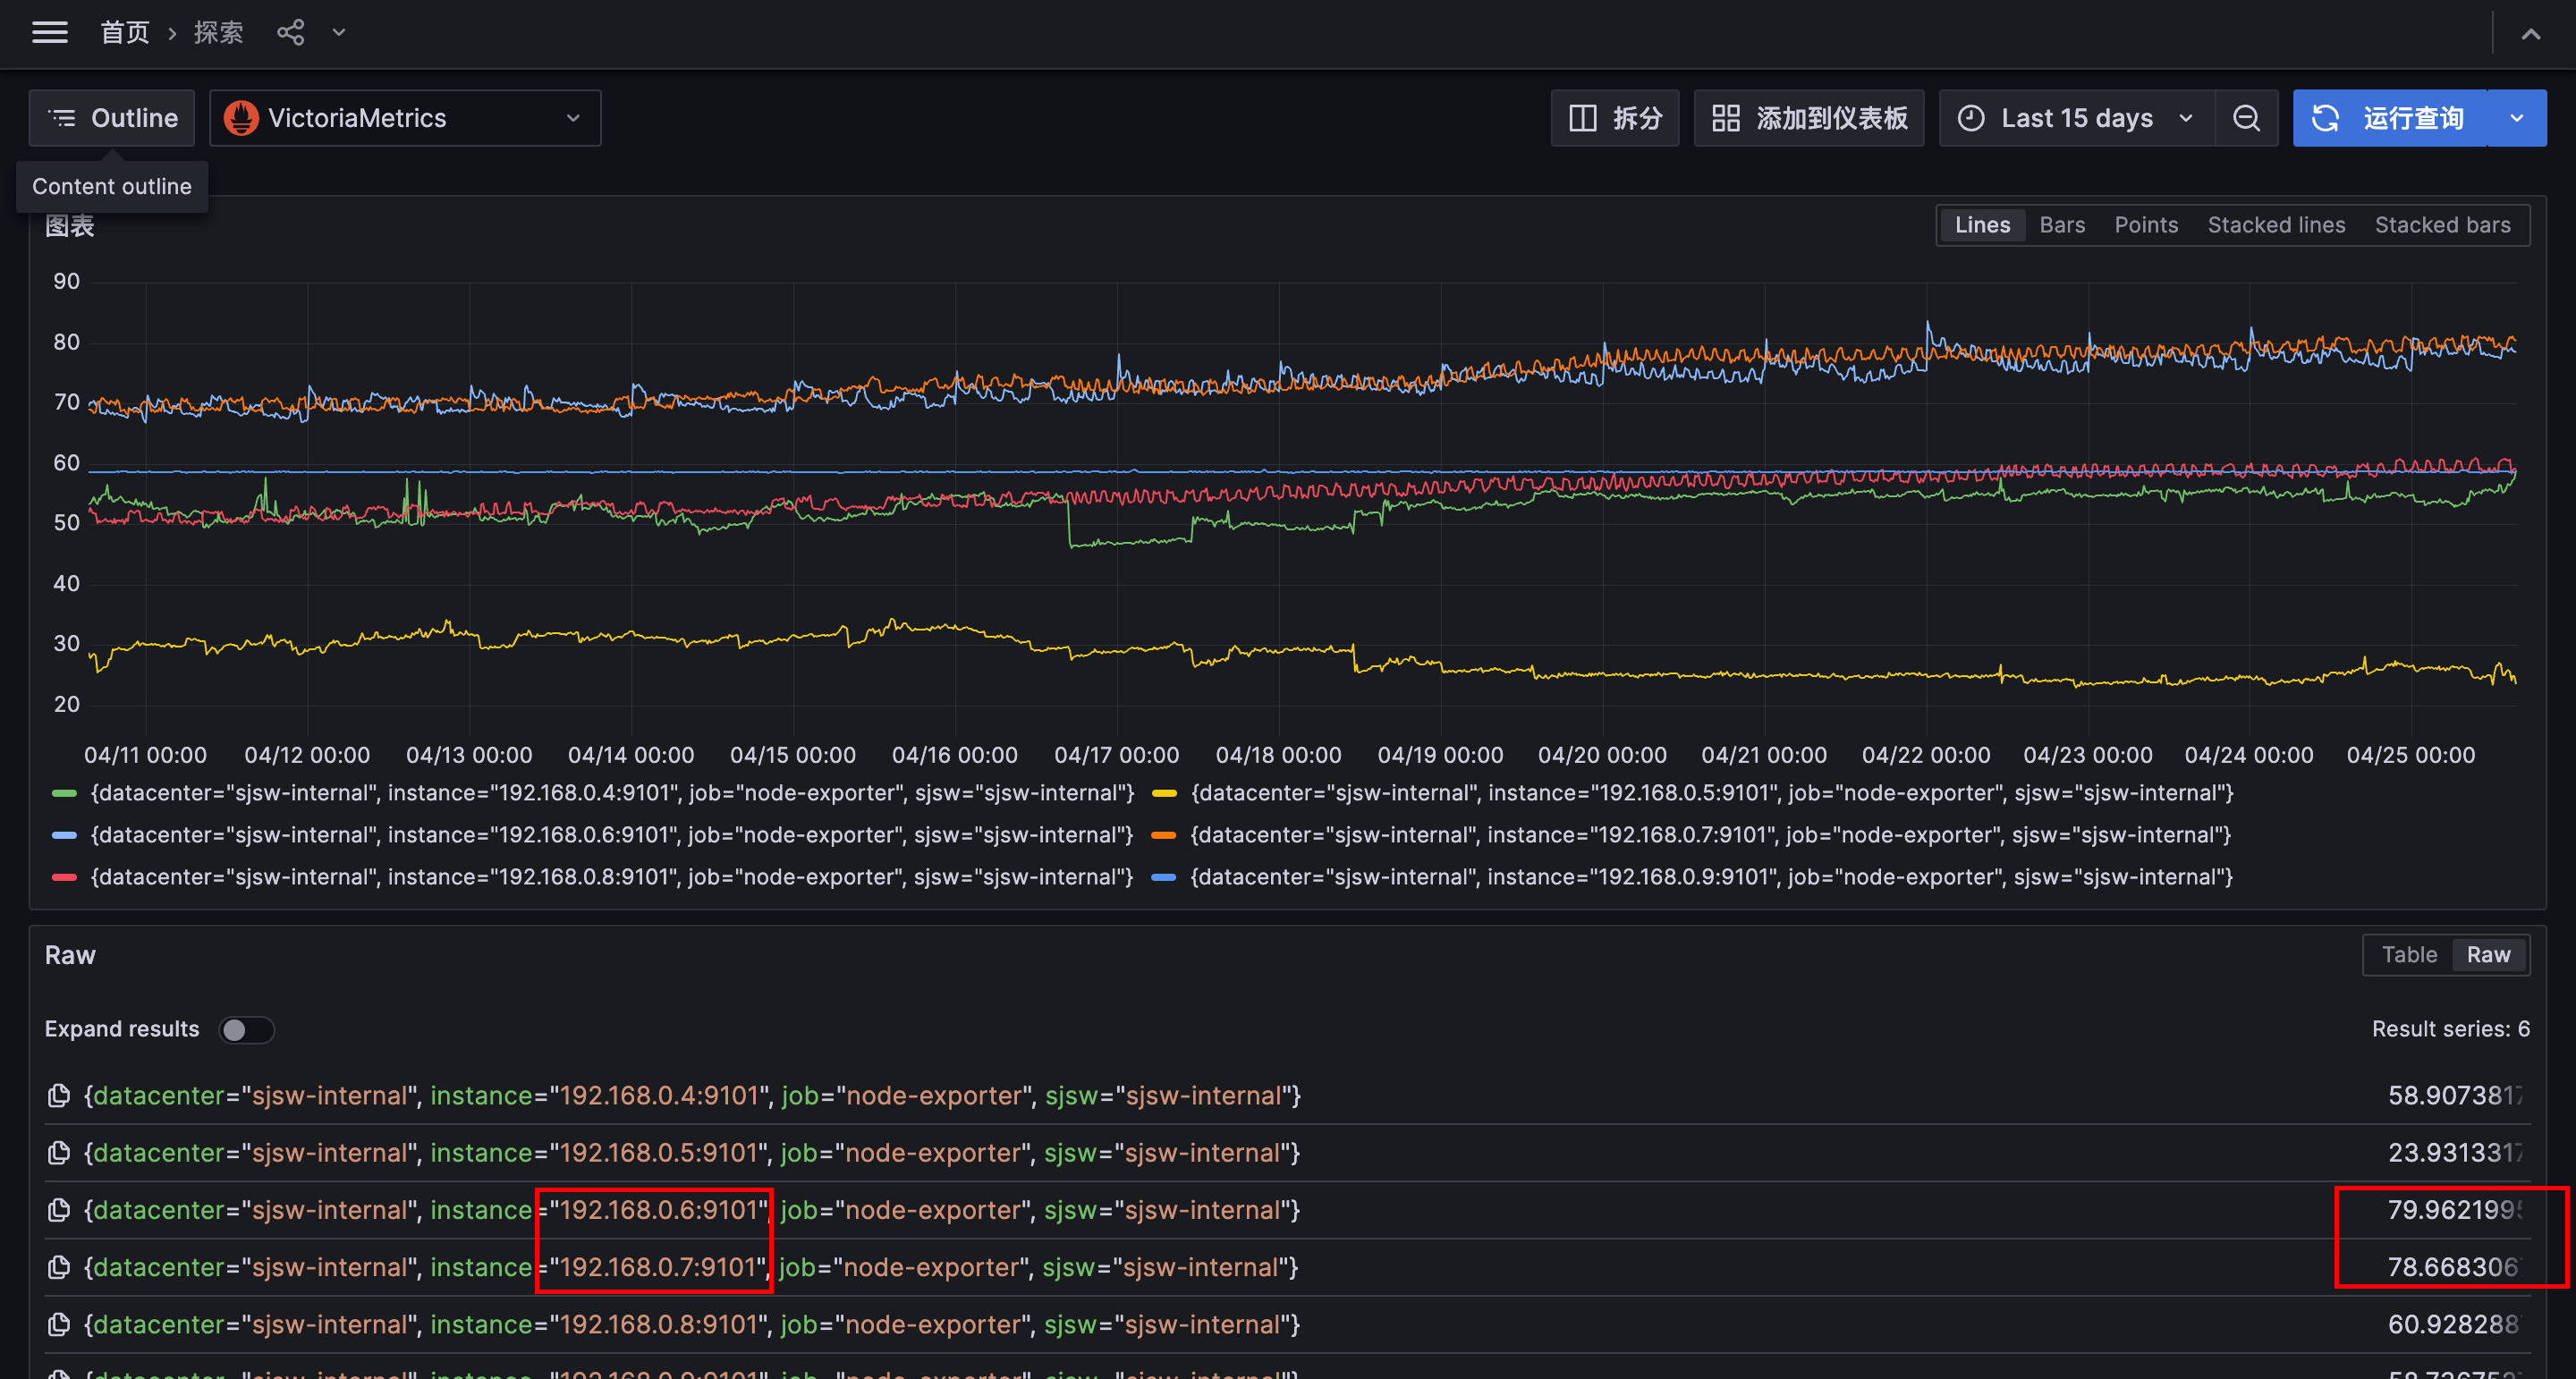 首页 › 探索
Outline VictoriaMetrics 拆分 添加到仪表板 Last 15 days 运行查询
Content outline
图表 Lines Bars Points Stacked lines Stacked bars
90
80
70
60
50
40
30
20
04/11 00:00 04/12 00:00 04/13 00:00 04/14 00:00 04/15 00:00 04/16 00:00 04/17 00:00 04/18 00:00 04/19 00:00 04/20 00:00 04/21 00:00 04/22 00:00 04/23 00:00 04/24 00:00 04/25 00:00
{datacenter="sjsw-internal", instance="192.168.0.4:9101", job="node-exporter", sjsw="sjsw-internal"} {datacenter="sjsw-internal", instance="192.168.0.5:9101", job="node-exporter", sjsw="sjsw-internal"}
{datacenter="sjsw-internal", instance="192.168.0.6:9101", job="node-exporter", sjsw="sjsw-internal"} {datacenter="sjsw-internal", instance="192.168.0.7:9101", job="node-exporter", sjsw="sjsw-internal"}
{datacenter="sjsw-internal", instance="192.168.0.8:9101", job="node-exporter", sjsw="sjsw-internal"} {datacenter="sjsw-internal", instance="192.168.0.9:9101", job="node-exporter", sjsw="sjsw-internal"}
Raw Table Raw
Expand results Result series: 6
{datacenter="sjsw-internal", instance="192.168.0.4:9101", job="node-exporter", sjsw="sjsw-internal"} 58.9073817
{datacenter="sjsw-internal", instance="192.168.0.5:9101", job="node-exporter", sjsw="sjsw-internal"} 23.9313317
{datacenter="sjsw-internal", instance="192.168.0.6:9101", job="node-exporter", sjsw="sjsw-internal"} 79.9621995
{datacenter="sjsw-internal", instance="192.168.0.7:9101", job="node-exporter", sjsw="sjsw-internal"} 78.668306
{datacenter="sjsw-internal", instance="192.168.0.8:9101", job="node-exporter", sjsw="sjsw-internal"} 60.928288